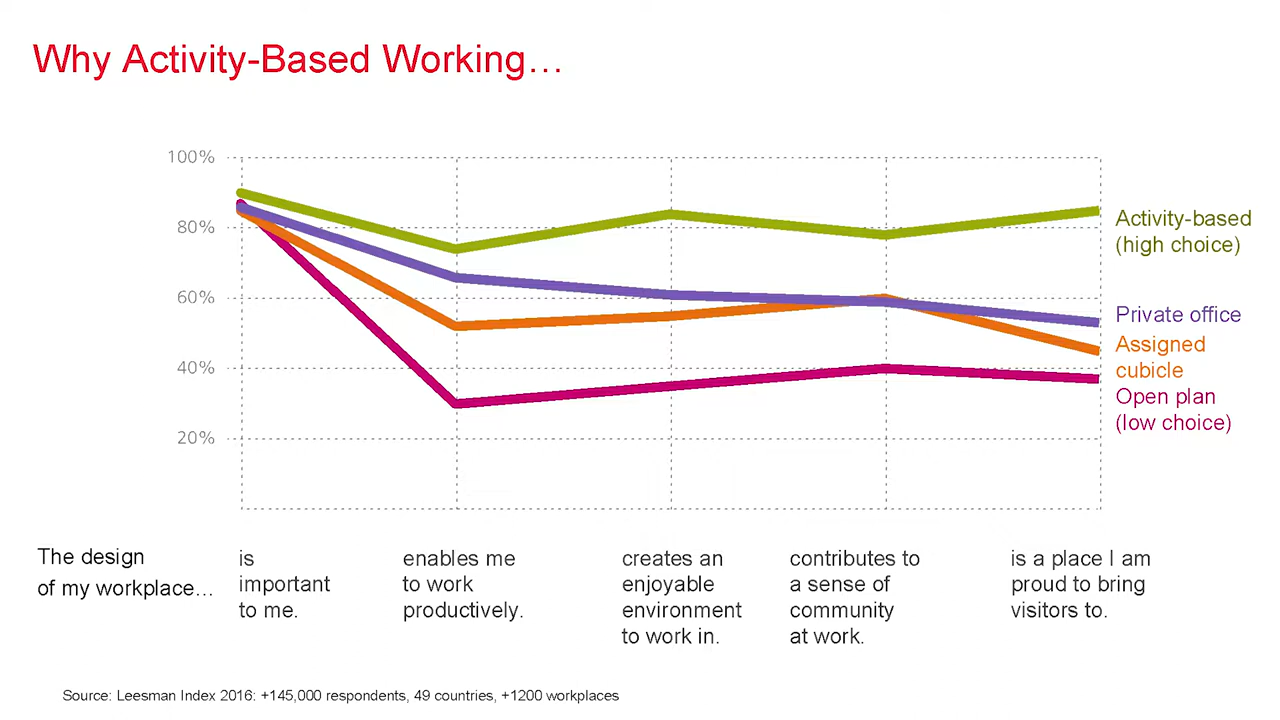 Why Activity-Based Working…
100%
80%
60%
40%
20%
Activity-based
(high choice)
Private office
Assigned
cubicle
Open plan
(low choice)
The design
of my workplace…
is
important
to me.
enables me
to work
productively.
creates an
enjoyable
environment
to work in.
contributes to
a sense of
community
at work.
is a place I am
proud to bring
visitors to.
Source: Leesman Index 2016: +145,000 respondents, 49 countries, +1200 workplaces